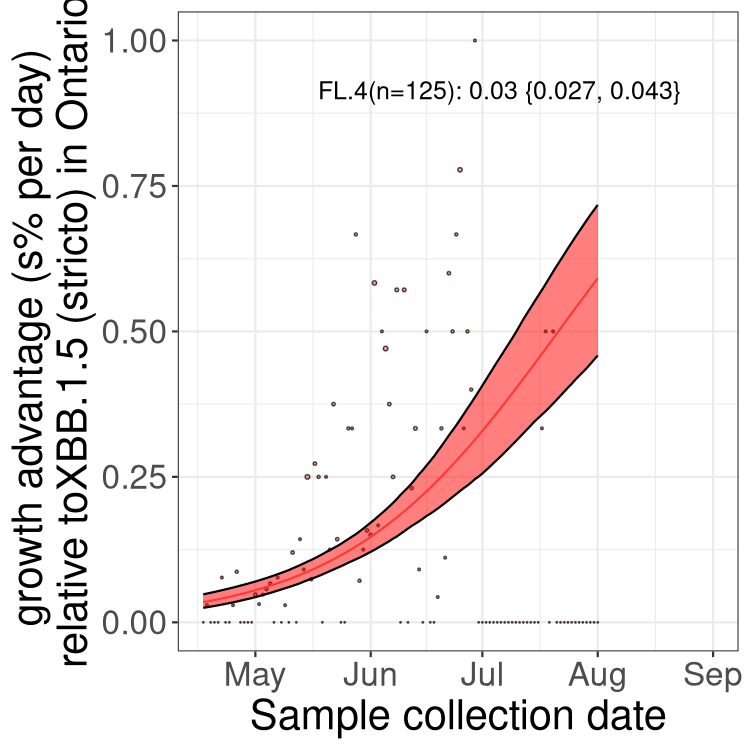 growth advantage (s% per day)
relative toXBB.1.5 (stricto) in Ontario
1.00
0.75
0.50
0.25
0.00
FL.4(n=125): 0.03 {0.027, 0.043}
May Jun Jul Aug Sep
Sample collection date